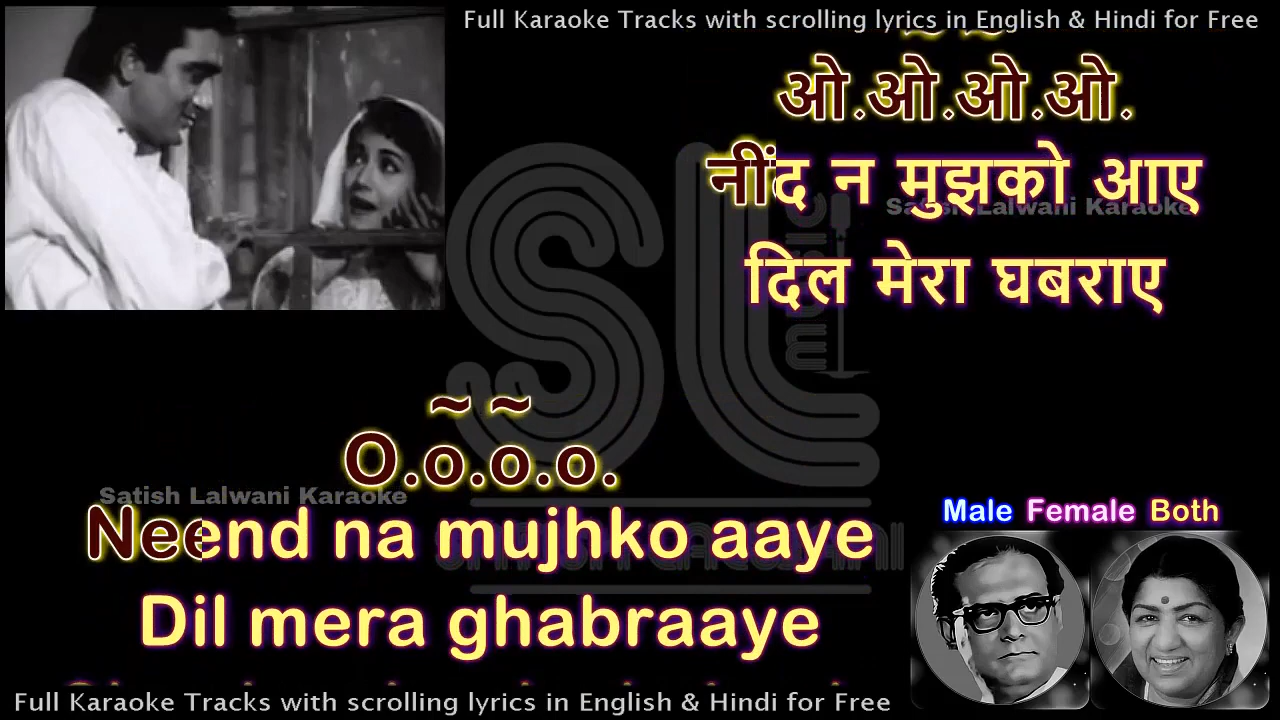 Full Karaoke Tracks with scrolling lyrics in English & Hindi for Free
ओ.ओ.ओ.ओ.
नींद न मुझको आए
Satish Lalwani Karaoke
दिल मेरा घबराए
SL
music
~ ~
O.o.o.o.
Satish Lalwani Karaoke
Neend na mujhko aaye
Dil mera ghabraaye
Male Female Both
Full Karaoke Tracks with scrolling lyrics in English & Hindi for Free